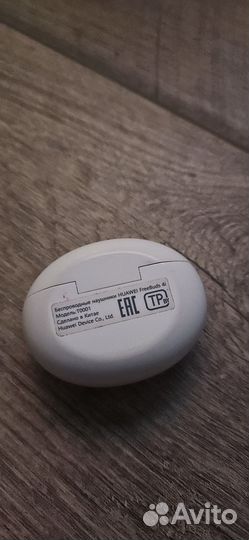 Беспроводные наушники HUAWEI FreeBuds 4i
Модель:T0001
Сделано в Китае
Huawei Device Co., Ltd.
EAC
TP
Avito